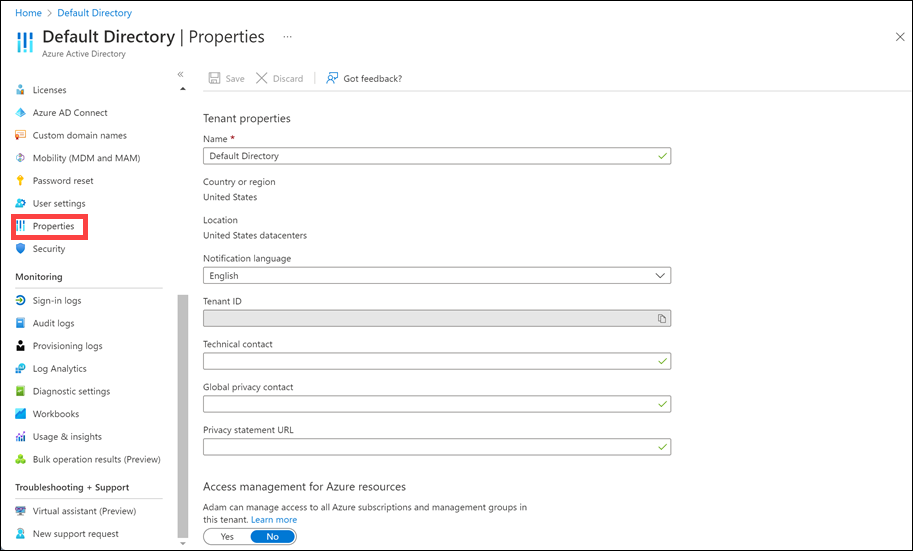 Home > Default Directory
Default Directory | Properties ...
Azure Active Directory
Licenses
Azure AD Connect
Custom domain names
Mobility (MDM and MAM)
Password reset
User settings
Properties
Security
Monitoring
Sign-in logs
Audit logs
Provisioning logs
Log Analytics
Diagnostic settings
Workbooks
Usage & insights
Bulk operation results (Preview)
Troubleshooting + Support
Virtual assistant (Preview)
New support request
Save Discard Got feedback?
Tenant properties
Name *
Default Directory
Country or region
United States
Location
United States datacenters
Notification language
English
Tenant ID
Technical contact
Global privacy contact
Privacy statement URL
Access management for Azure resources
Adam can manage access to all Azure subscriptions and management groups in
this tenant. Learn more
Yes No